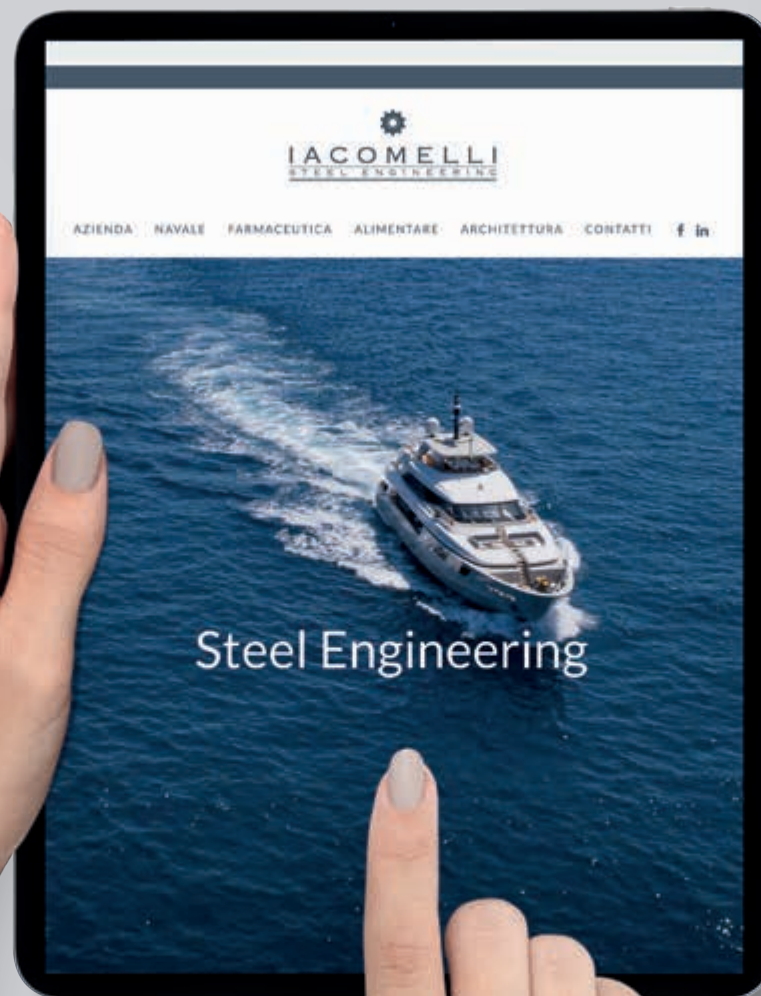 IACOMELLI
STEEL ENGINEERING
AZIENDA NAVALE FARMACEUTICA ALIMENTARE ARCHITETTURA CONTATTI f in
Steel Engineering